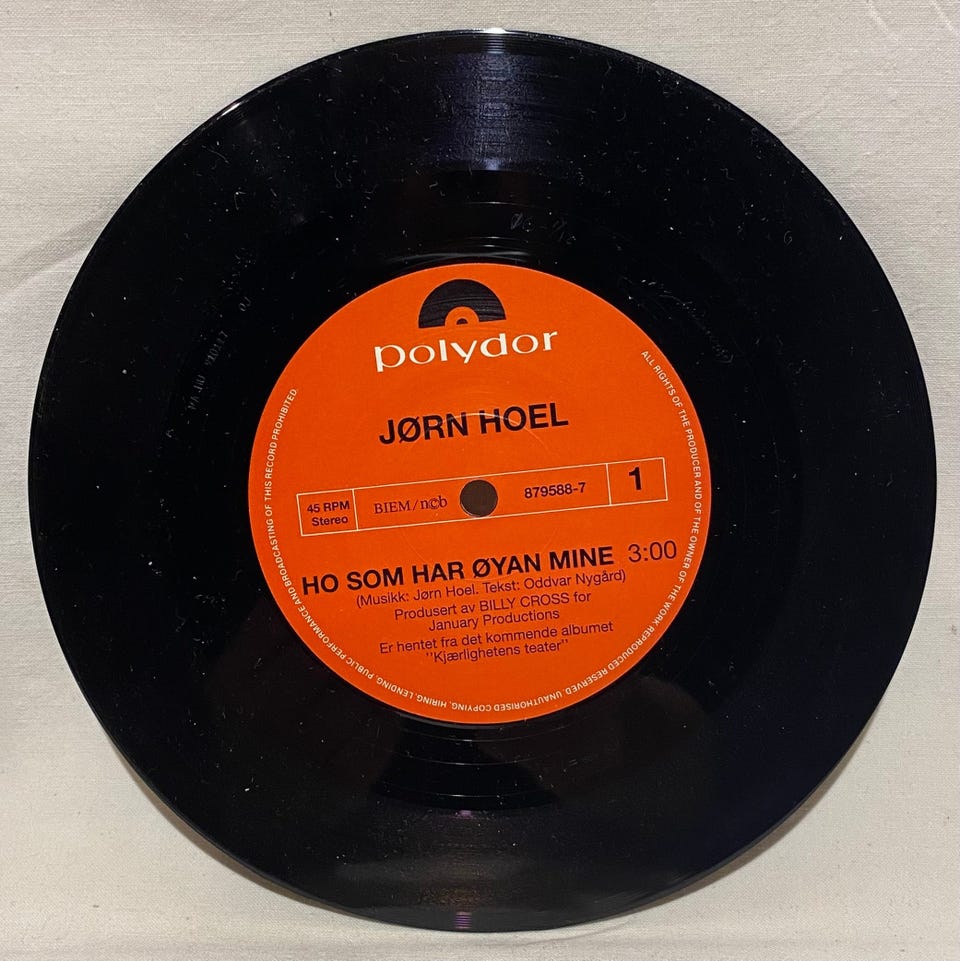 polydor
JØRN HOEL
45 RPM
Stereo
BIEM/n©b
879588-7
1
HO SOM HAR ØYAN MINE 3:00
(Musikk: Jørn Hoel. Tekst: Oddvar Nygård)
Produsert av BILLY CROSS for
January Productions
Er hentet fra det kommende albumet
"Kjærlighetens teater"
ALL RIGHTS OF THE PRODUCER AND OF THE OWNER OF THE WORK REPRODUCED RESERVED. UNAUTHORISED COPYING, HIRING, LENDING, PUBLIC PERFORMANCE AND BROADCASTING OF THIS RECORD PROHIBITED.